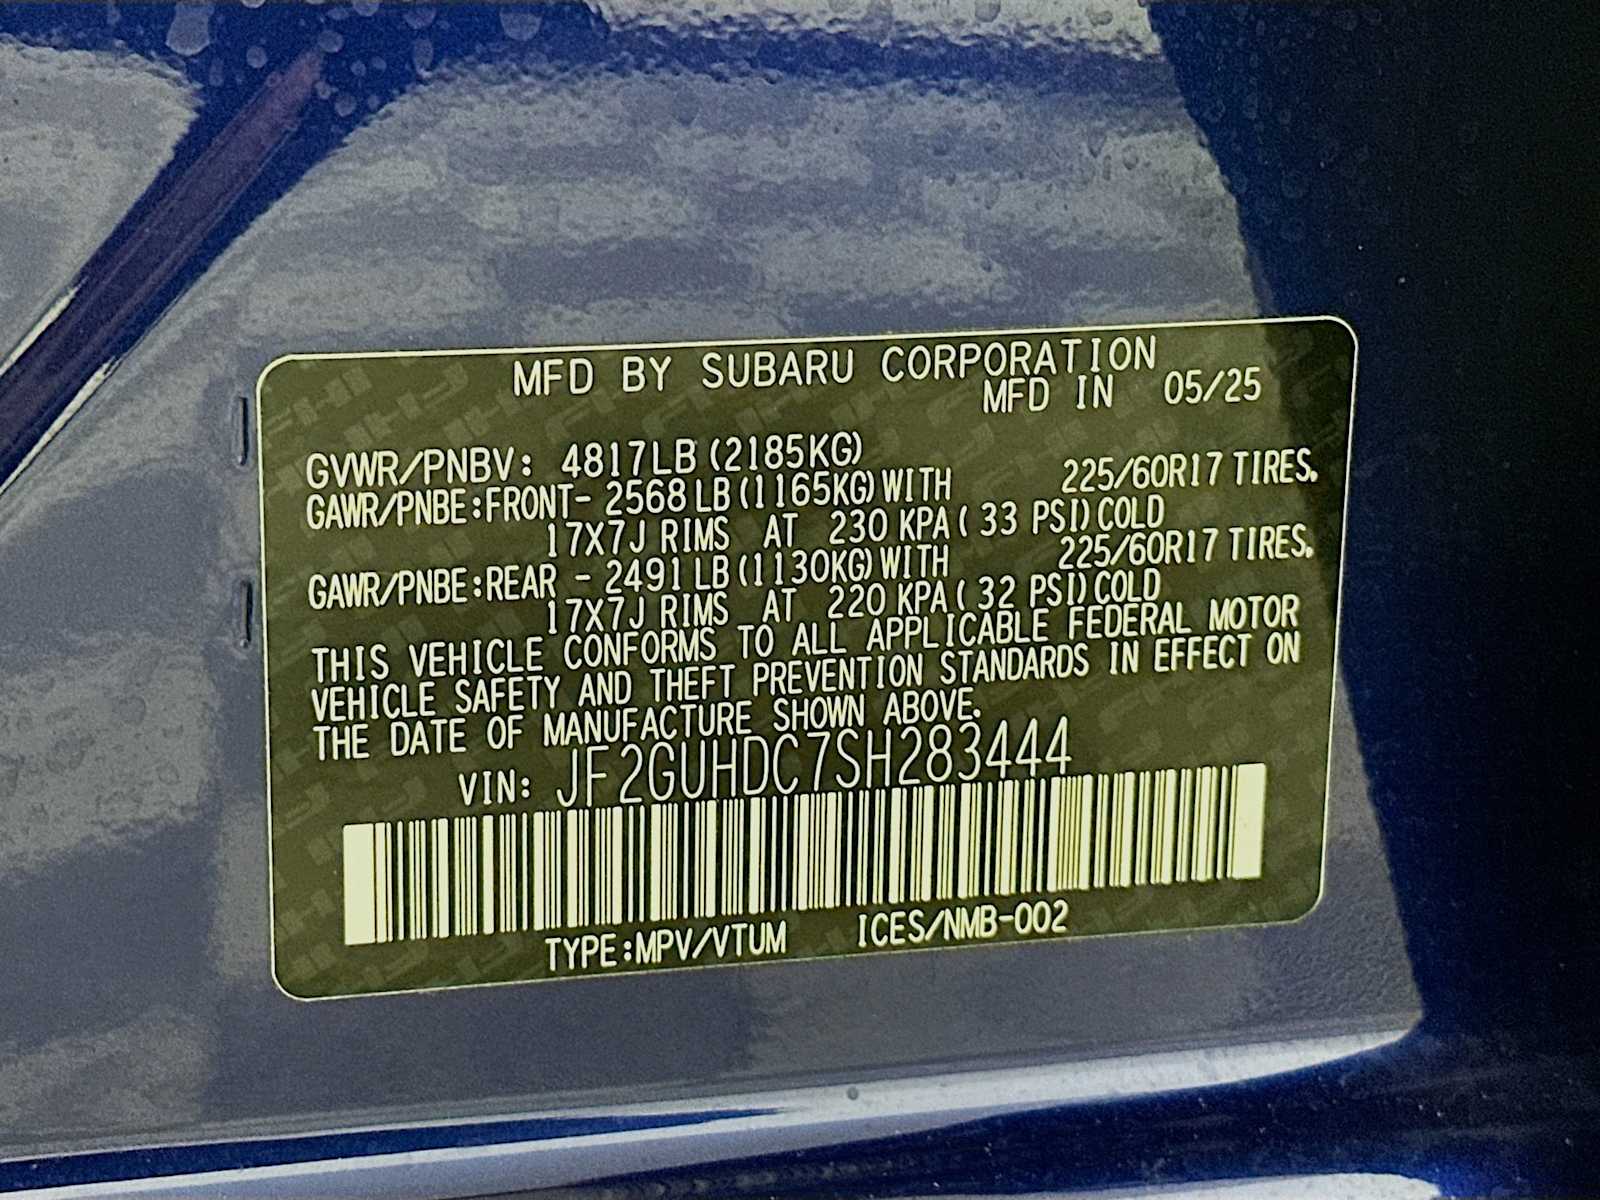 MFD BY SUBARU CORPORATION
MFD IN 05/25
GVWR/PNBV: 4817LB (2185KG)
GAWR/PNBE:FRONT- 2568 LB (1165KG) WITH 225/60R17 TIRES.
17X7J RIMS AT 230 KPA ( 33 PSI) COLD
GAWR/PNBE:REAR - 2491 LB (1130KG) WITH 225/60R17 TIRES.
17X7J RIMS AT 220 KPA ( 32 PSI) COLD
THIS VEHICLE CONFORMS TO ALL APPLICABLE FEDERAL MOTOR
VEHICLE SAFETY AND THEFT PREVENTION STANDARDS IN EFFECT ON
THE DATE OF MANUFACTURE SHOWN ABOVE.
VIN: JF2GUHDC7SH283444
TYPE:MPV/VTUM ICES/NMB-002